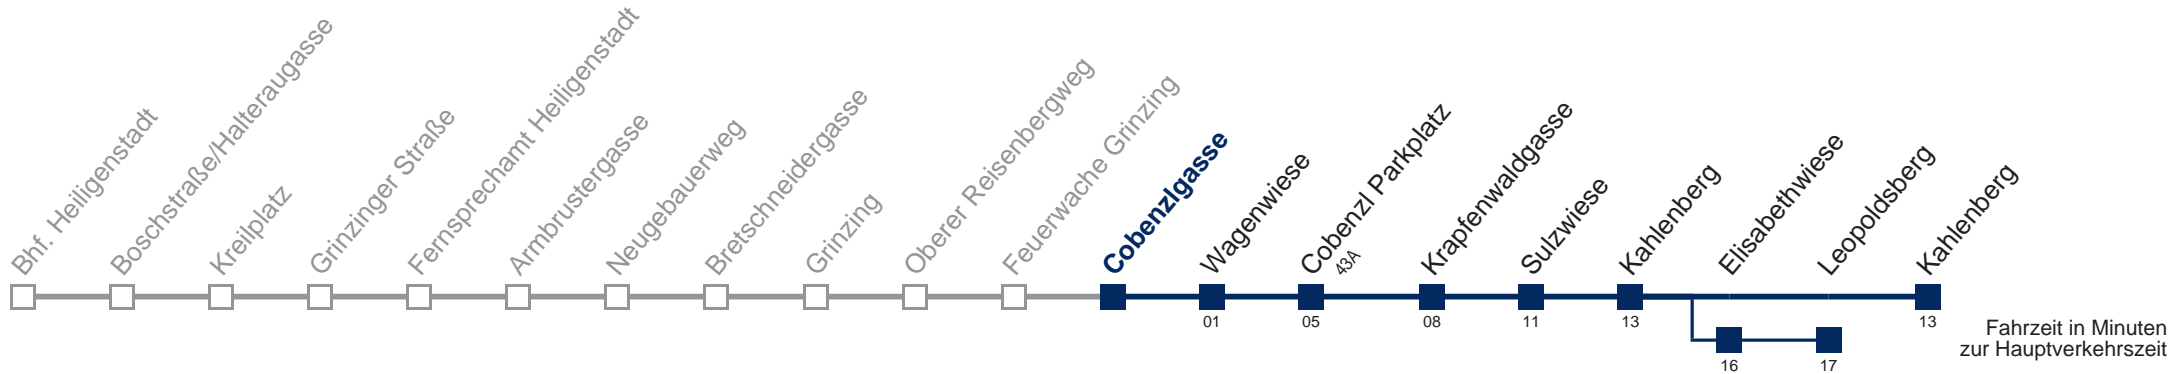 Bhf. Heiligenstadt
Boschstraße/Halteraugasse
Kreilplatz
Grinzinger Straße
Fernsprechamt Heiligenstadt
Armbrustergasse
Neugebauerweg
Bretschneidergasse
Grinzing
Oberer Reisenbergweg
Feuerwache Grinzing
Cobenzlgasse
Wagenwiese
Cobenzl Parkplatz
43A
Krapfenwaldgasse
Sulzwiese
Kahlenberg
Elisabethwiese
Leopoldsberg
Kahlenberg
01
05
08
11
13
13
16
17
Fahrzeit in Minuten
zur Hauptverkehrszeit